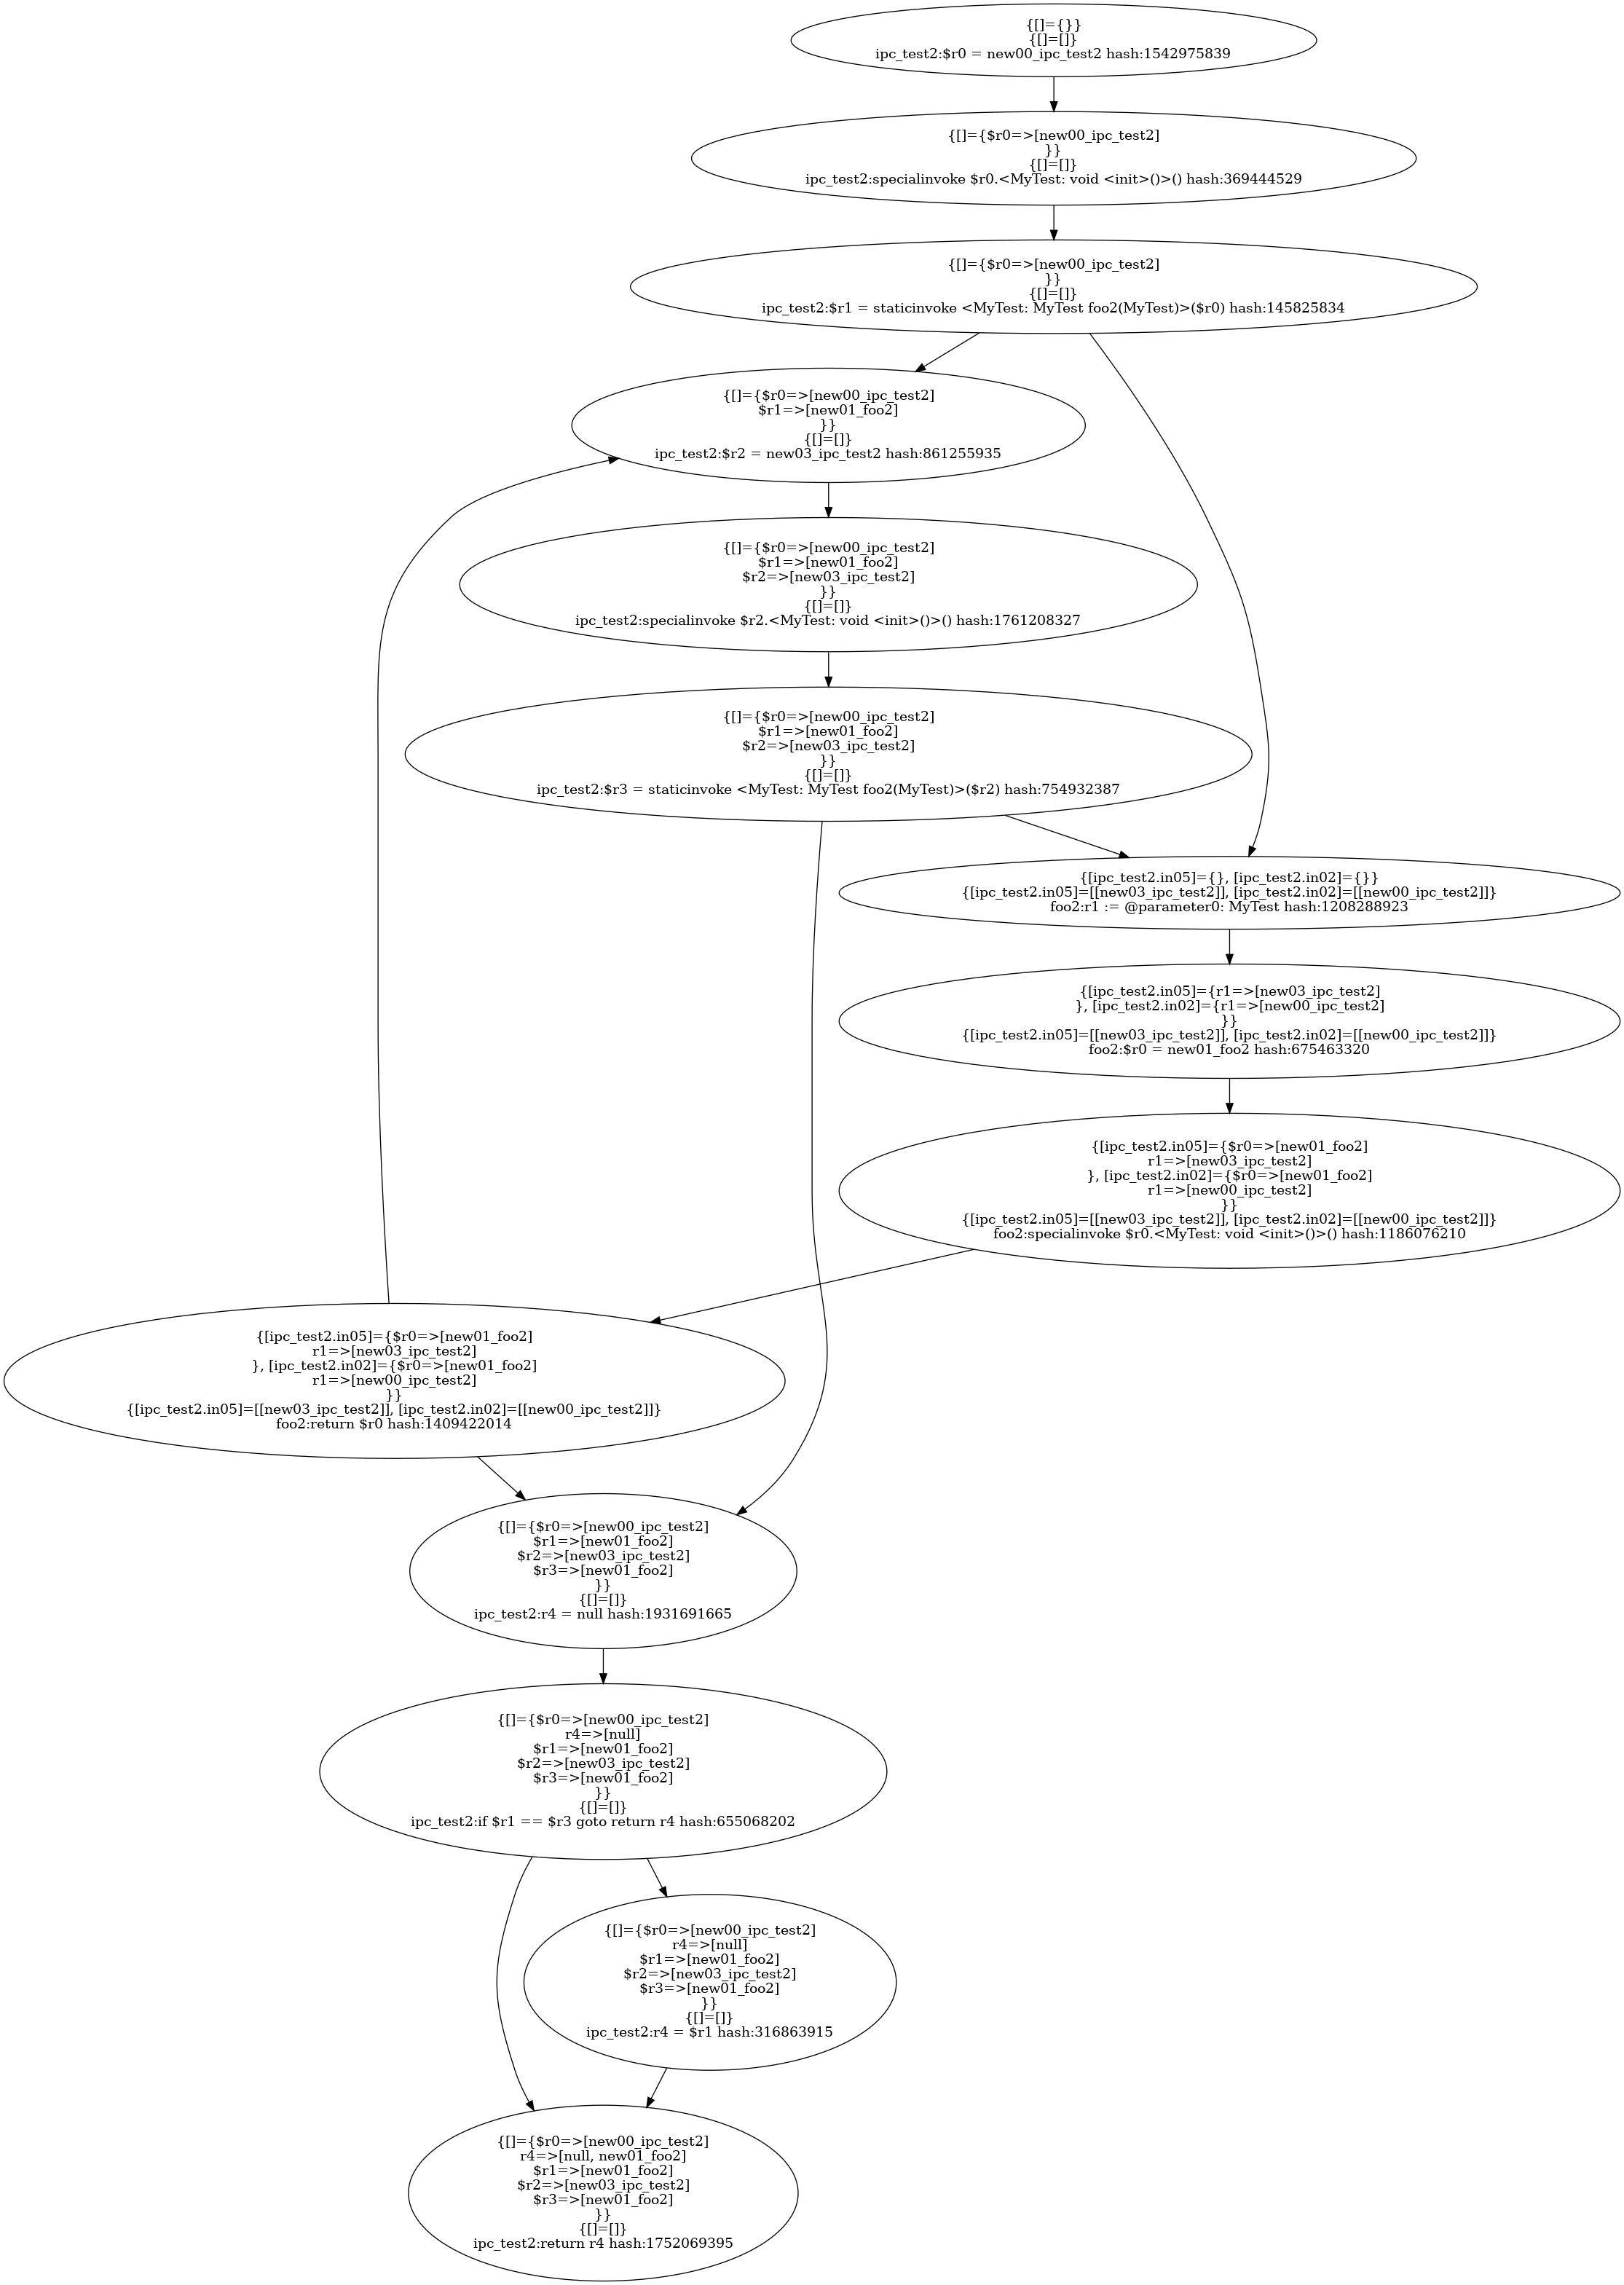 {[]={}}
{[]=[]}
ipc_test2:$r0 = new00_ipc_test2 hash:1542975839
{[]={$r0=>[new00_ipc_test2]
}}
{[]=[]}
ipc_test2:specialinvoke $r0.<MyTest: void <init>()>() hash:369444529
{[]={$r0=>[new00_ipc_test2]
}}
{[]=[]}
ipc_test2:$r1 = staticinvoke <MyTest: MyTest foo2(MyTest)>($r0) hash:145825834
{[]={$r0=>[new00_ipc_test2]
$r1=>[new01_foo2]
}}
{[]=[]}
ipc_test2:$r2 = new03_ipc_test2 hash:861255935
{[]={$r0=>[new00_ipc_test2]
$r1=>[new01_foo2]
$r2=>[new03_ipc_test2]
}}
{[]=[]}
ipc_test2:specialinvoke $r2.<MyTest: void <init>()>() hash:1761208327
{[]={$r0=>[new00_ipc_test2]
$r1=>[new01_foo2]
$r2=>[new03_ipc_test2]
}}
{[]=[]}
ipc_test2:$r3 = staticinvoke <MyTest: MyTest foo2(MyTest)>($r2) hash:754932387
{[ipc_test2.in05]={}, [ipc_test2.in02]={}}
{[ipc_test2.in05]=[[new03_ipc_test2]], [ipc_test2.in02]=[[new00_ipc_test2]]}
foo2:r1 := @parameter0: MyTest hash:1208288923
{[ipc_test2.in05]={r1=>[new03_ipc_test2]
}, [ipc_test2.in02]={r1=>[new00_ipc_test2]
}}
{[ipc_test2.in05]=[[new03_ipc_test2]], [ipc_test2.in02]=[[new00_ipc_test2]]}
foo2:$r0 = new01_foo2 hash:675463320
{[ipc_test2.in05]={$r0=>[new01_foo2]
r1=>[new03_ipc_test2]
}, [ipc_test2.in02]={$r0=>[new01_foo2]
r1=>[new00_ipc_test2]
}}
{[ipc_test2.in05]=[[new03_ipc_test2]], [ipc_test2.in02]=[[new00_ipc_test2]]}
foo2:specialinvoke $r0.<MyTest: void <init>()>() hash:1186076210
{[ipc_test2.in05]={$r0=>[new01_foo2]
r1=>[new03_ipc_test2]
}, [ipc_test2.in02]={$r0=>[new01_foo2]
r1=>[new00_ipc_test2]
}}
{[ipc_test2.in05]=[[new03_ipc_test2]], [ipc_test2.in02]=[[new00_ipc_test2]]}
foo2:return $r0 hash:1409422014
{[]={$r0=>[new00_ipc_test2]
$r1=>[new01_foo2]
$r2=>[new03_ipc_test2]
$r3=>[new01_foo2]
}}
{[]=[]}
ipc_test2:r4 = null hash:1931691665
{[]={$r0=>[new00_ipc_test2]
r4=>[null]
$r1=>[new01_foo2]
$r2=>[new03_ipc_test2]
$r3=>[new01_foo2]
}}
{[]=[]}
ipc_test2:if $r1 == $r3 goto return r4 hash:655068202
{[]={$r0=>[new00_ipc_test2]
r4=>[null]
$r1=>[new01_foo2]
$r2=>[new03_ipc_test2]
$r3=>[new01_foo2]
}}
{[]=[]}
ipc_test2:r4 = $r1 hash:316863915
{[]={$r0=>[new00_ipc_test2]
r4=>[null, new01_foo2]
$r1=>[new01_foo2]
$r2=>[new03_ipc_test2]
$r3=>[new01_foo2]
}}
{[]=[]}
ipc_test2:return r4 hash:1752069395